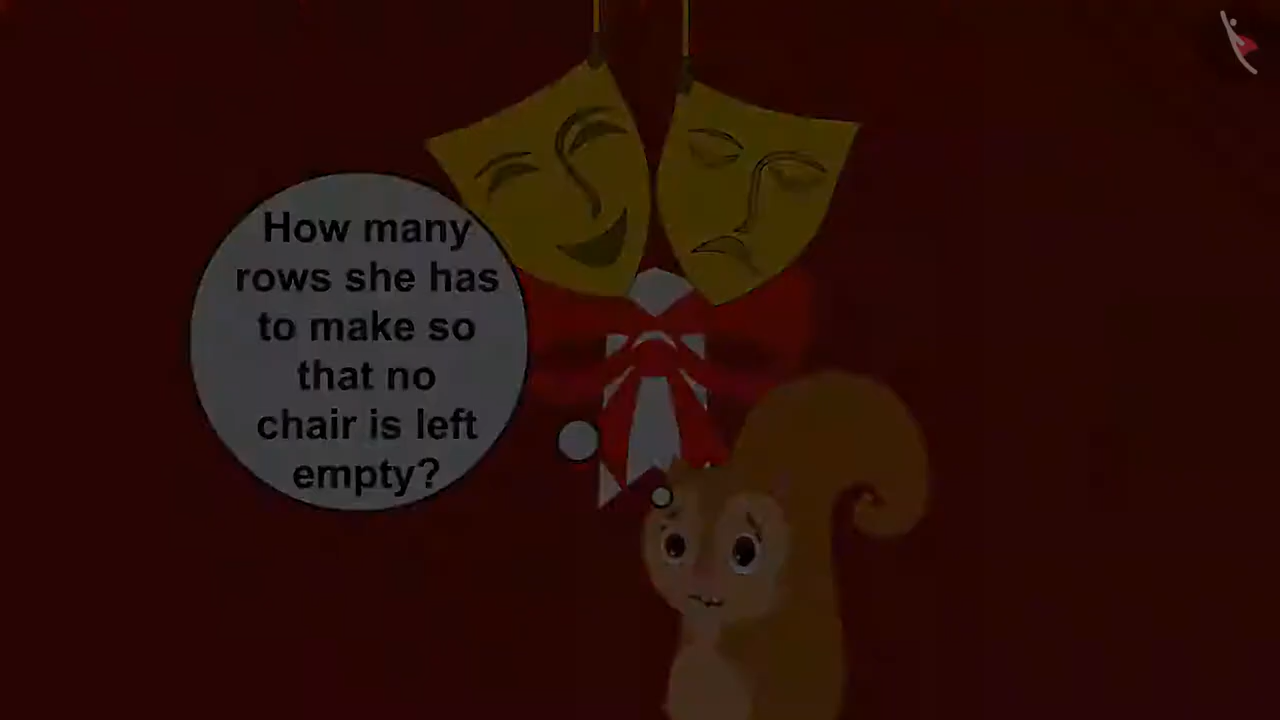 How many
rows she has
to make so
that no
chair is left
empty?